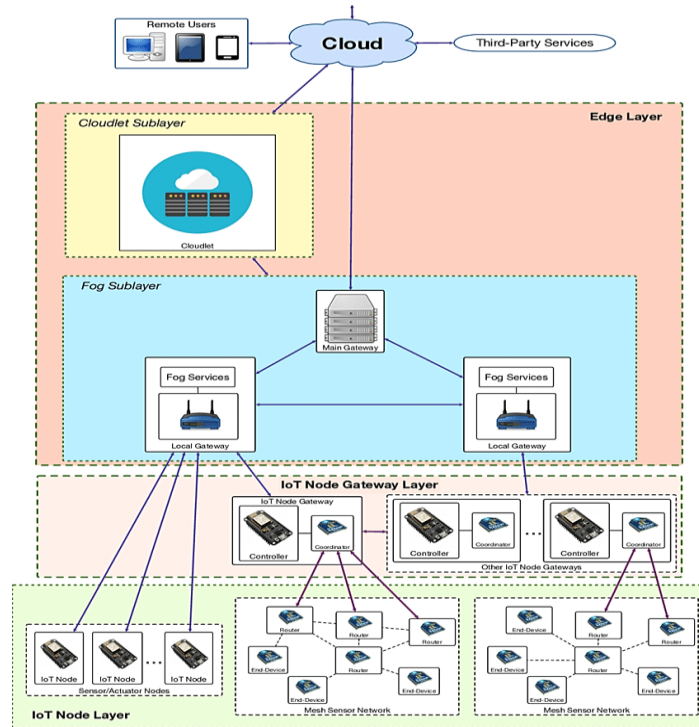 Remote Users
Cloud
Third-Party Services
Edge Layer
Cloudlet Sublayer
Cloudlet
Fog Sublayer
Main Gateway
Fog Services
Local Gateway
Fog Services
Local Gateway
IoT Node Gateway Layer
IoT Node Gateway
Controller
Coordinator
Controller
Coordinator
...
Controller
Coordinator
Other IoT Node Gateways
IoT Node
IoT Node
...
IoT Node
Sensor/Actuator Nodes
Router
Router
Router
End-Device
Router
End-Device
End-Device
Mesh Sensor Network
End-Device
Router
Router
End-Device
Router
End-Device
End-Device
Mesh Sensor Network
IoT Node Layer